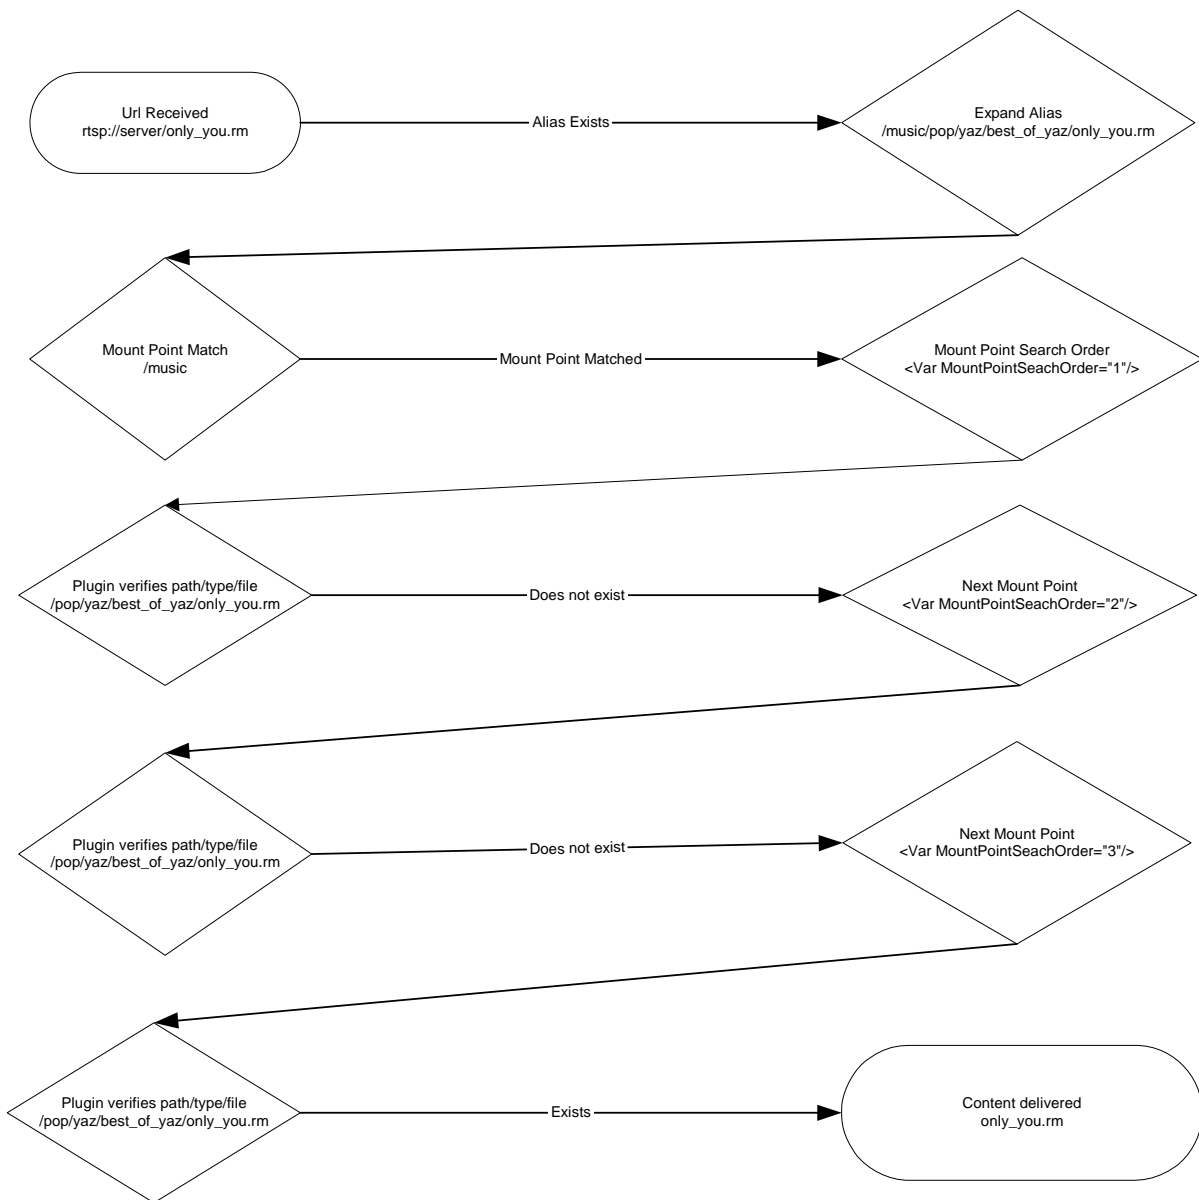 Url Received
rtsp://server/only_you.rm
Alias Exists
Expand Alias
/music/pop/yaz/best_of_yaz/only_you.rm
Mount Point Match
/music
Mount Point Matched
Mount Point Search Order
<Var MountPointSeachOrder="1"/>
Plugin verifies path/type/file
/pop/yaz/best_of_yaz/only_you.rm
Does not exist
Next Mount Point
<Var MountPointSeachOrder="2"/>
Plugin verifies path/type/file
/pop/yaz/best_of_yaz/only_you.rm
Does not exist
Next Mount Point
<Var MountPointSeachOrder="3"/>
Plugin verifies path/type/file
/pop/yaz/best_of_yaz/only_you.rm
Exists
Content delivered
only_you.rm